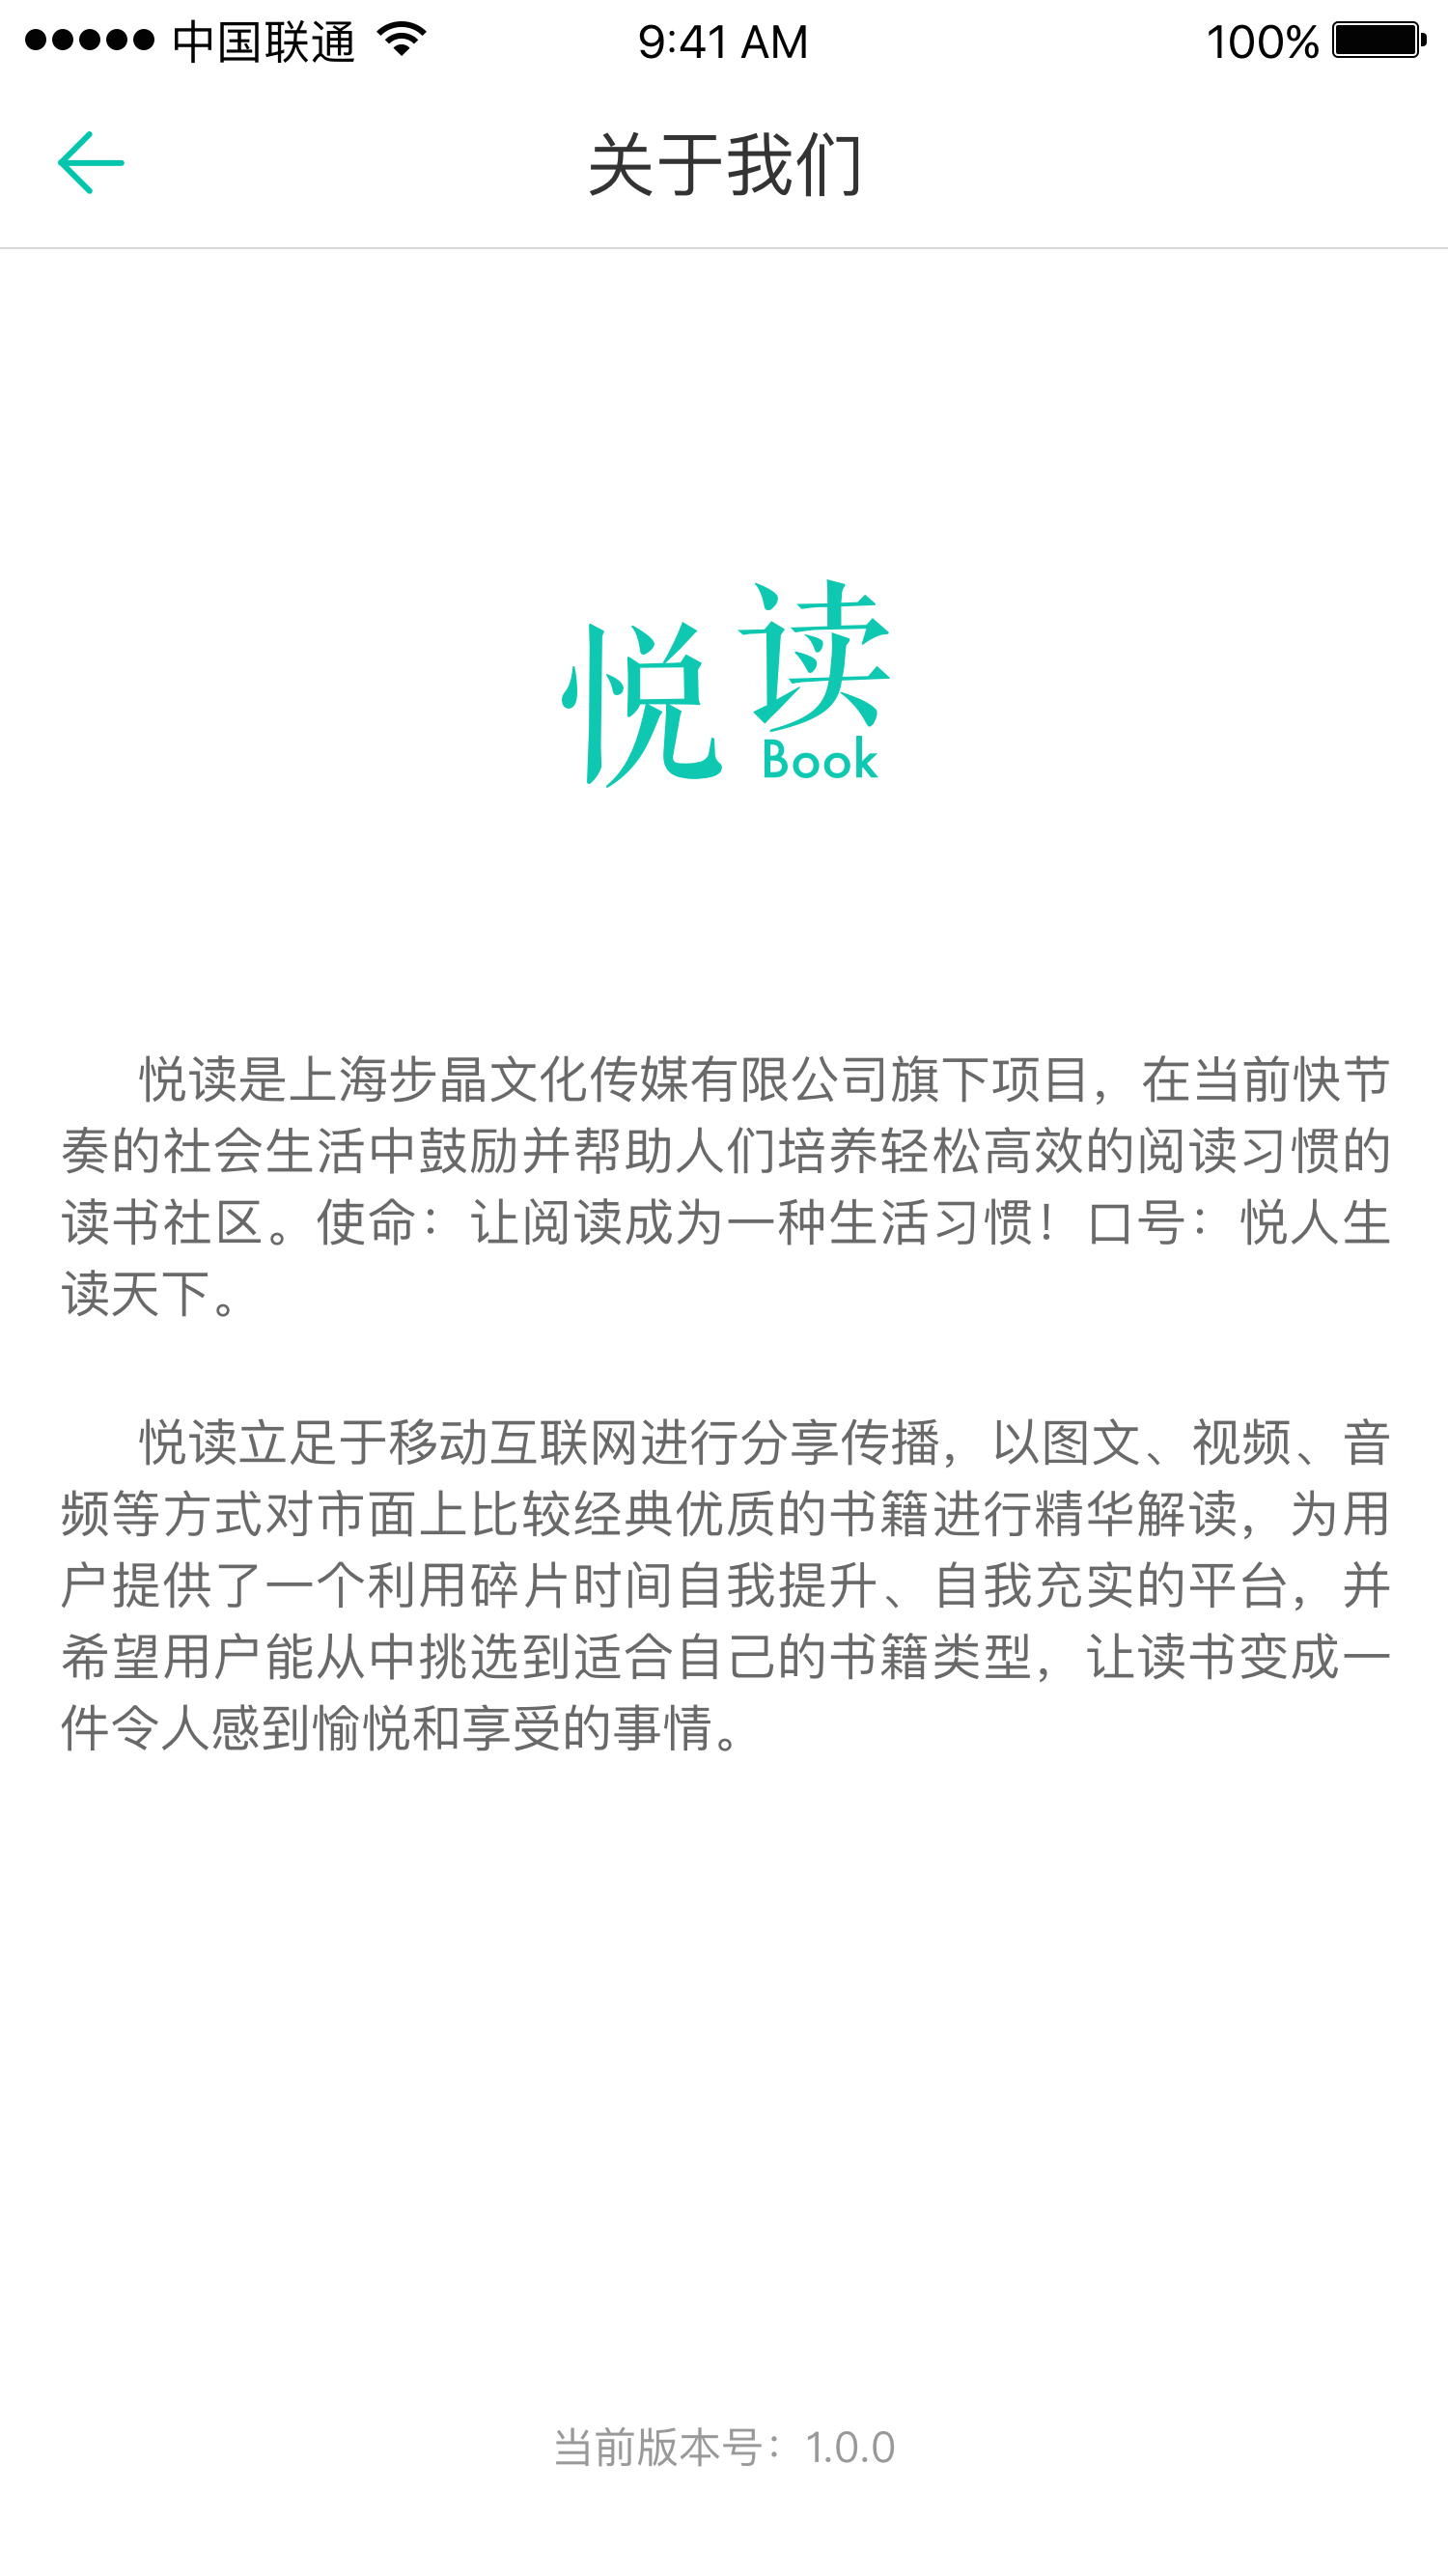 中国联通 9:41 AM 100%
关于我们
悦读
Book
悦读是上海步晶文化传媒有限公司旗下项目，在当前快节
奏的社会生活中鼓励并帮助人们培养轻松高效的阅读习惯的
读书社区。使命：让阅读成为一种生活习惯！口号：悦人生
读天下。
悦读立足于移动互联网进行分享传播，以图文、视频、音
频等方式对市面上比较经典优质的书籍进行精华解读，为用
户提供了一个利用碎片时间自我提升、自我充实的平台，并
希望用户能从中挑选到适合自己的书籍类型，让读书变成一
件令人感到愉悦和享受的事情。
当前版本号：1.0.0